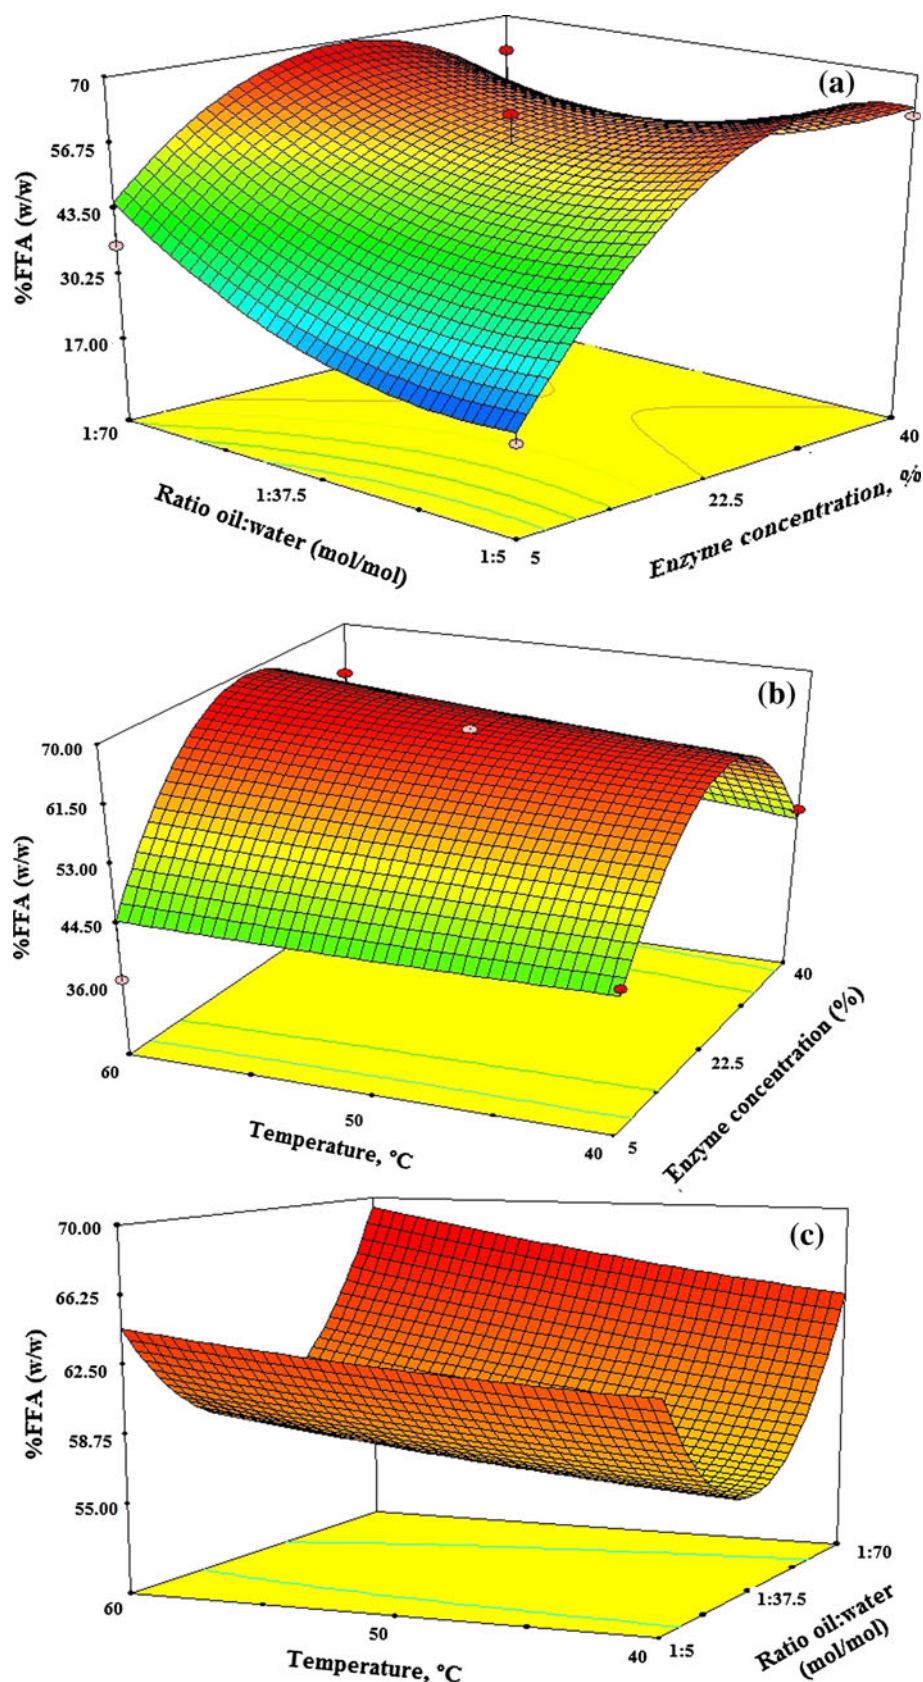 (a)
70
56.75
43.50
30.25
17.00
%FFA (w/w)
1:70
1:37.5
1:5
Ratio oil:water (mol/mol)
5
22.5
40
Enzyme concentration, %
(b)
70.00
61.50
53.00
44.50
36.00
%FFA (w/w)
60
50
40
Temperature, °C
5
22.5
40
Enzyme concentration (%)
(c)
70.00
66.25
62.50
58.75
55.00
%FFA (w/w)
60
50
40
Temperature, °C
1:5
1:37.5
1:70
Ratio oil:water
(mol/mol)